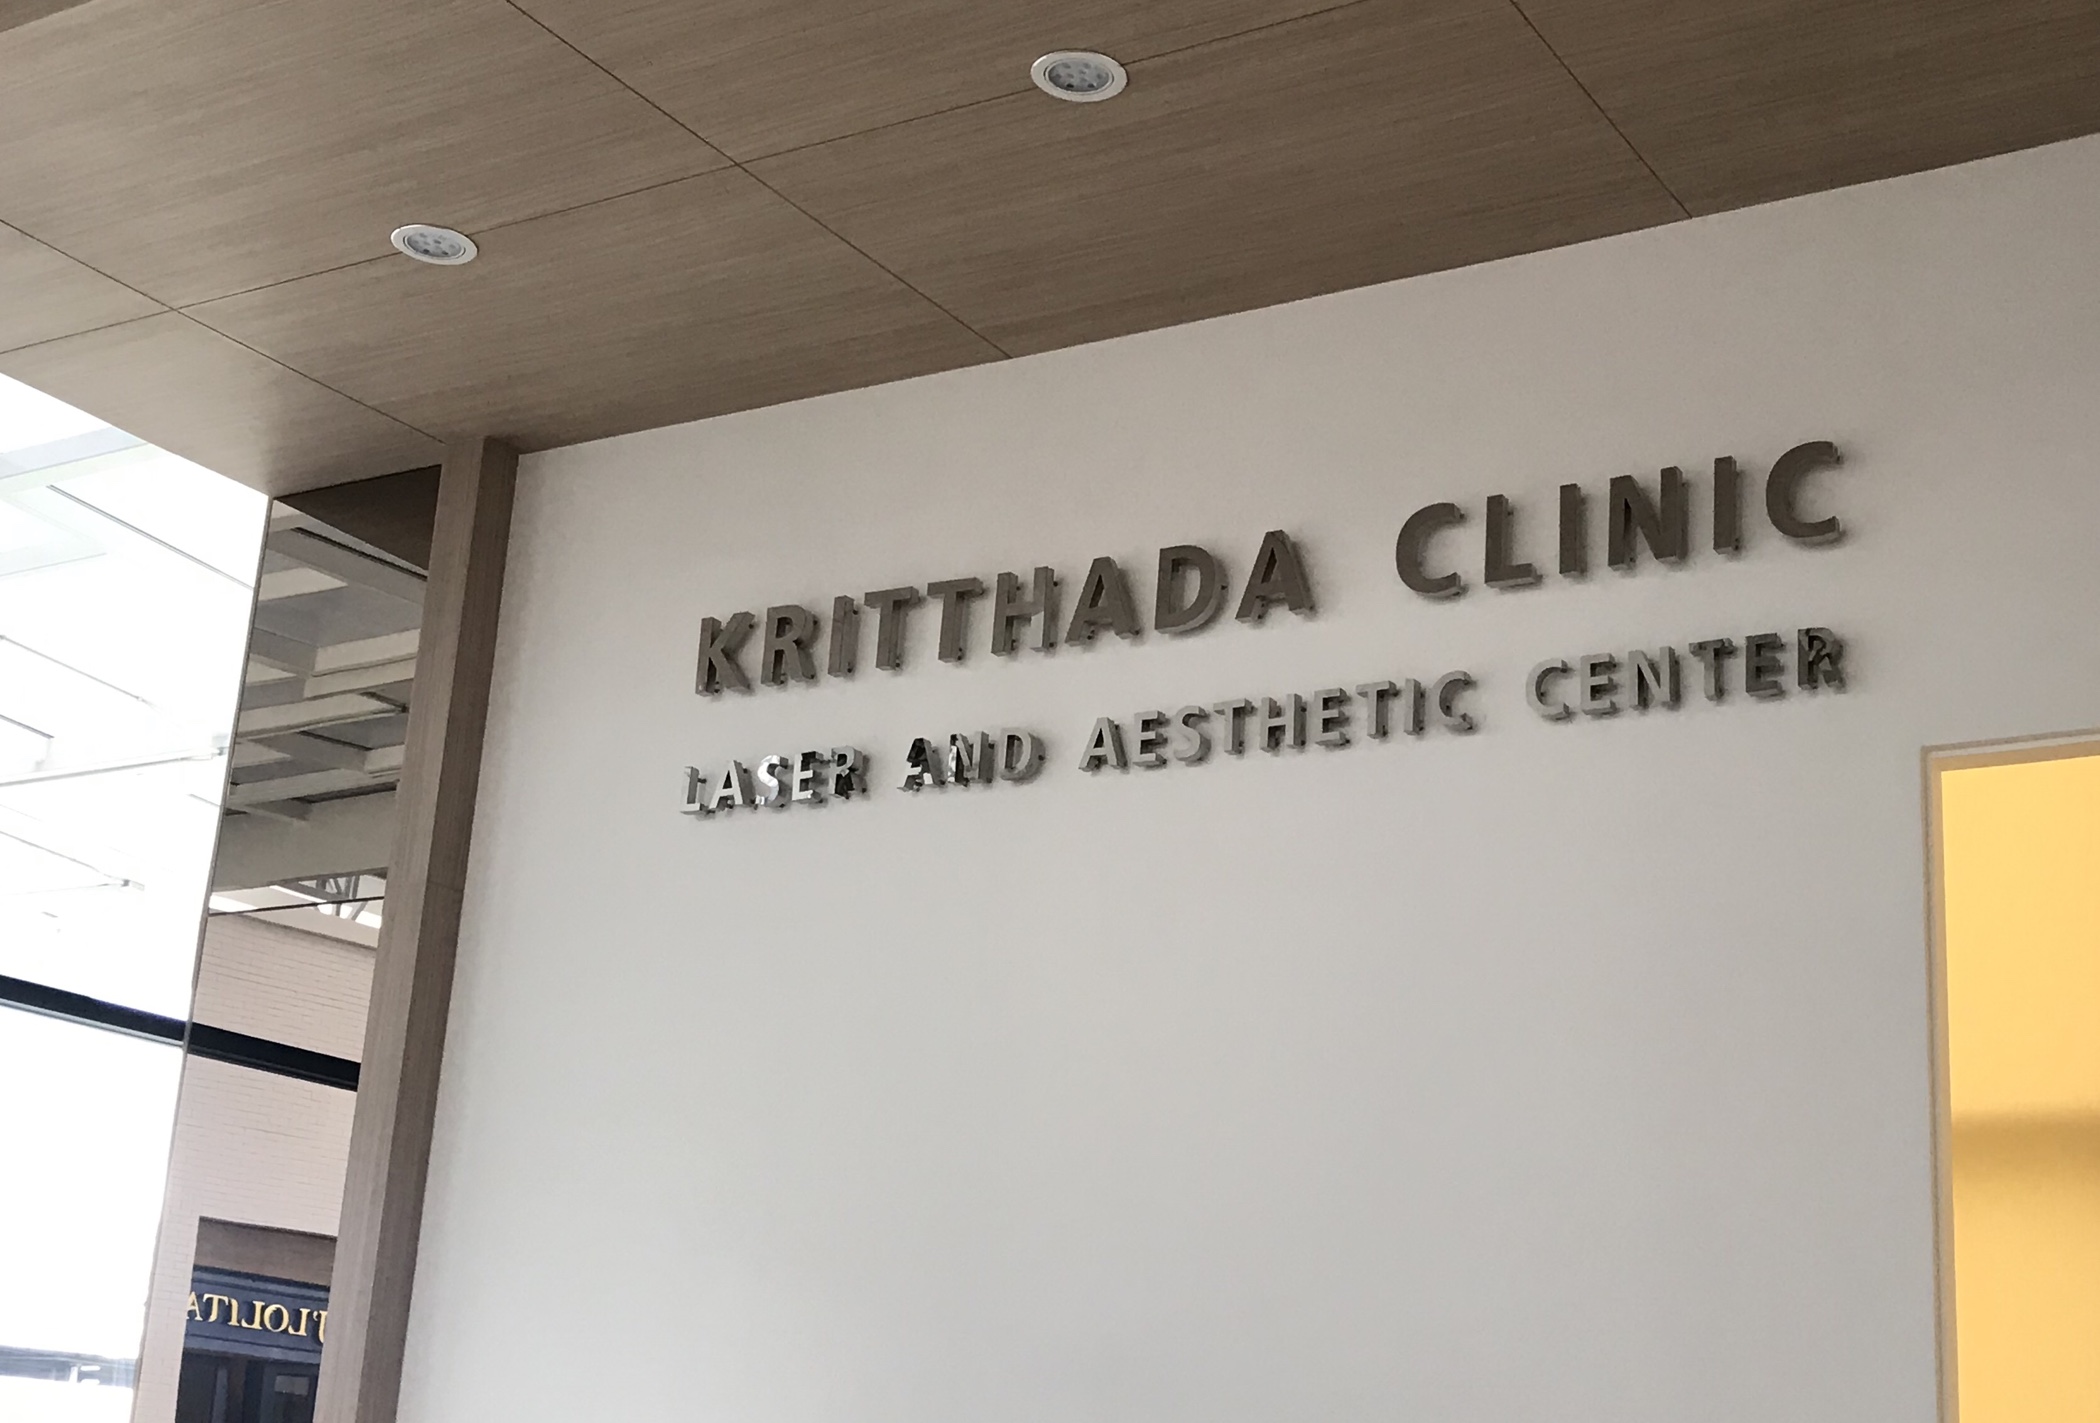 KRITTHADA CLINIC
LASER AND AESTHETIC CENTER